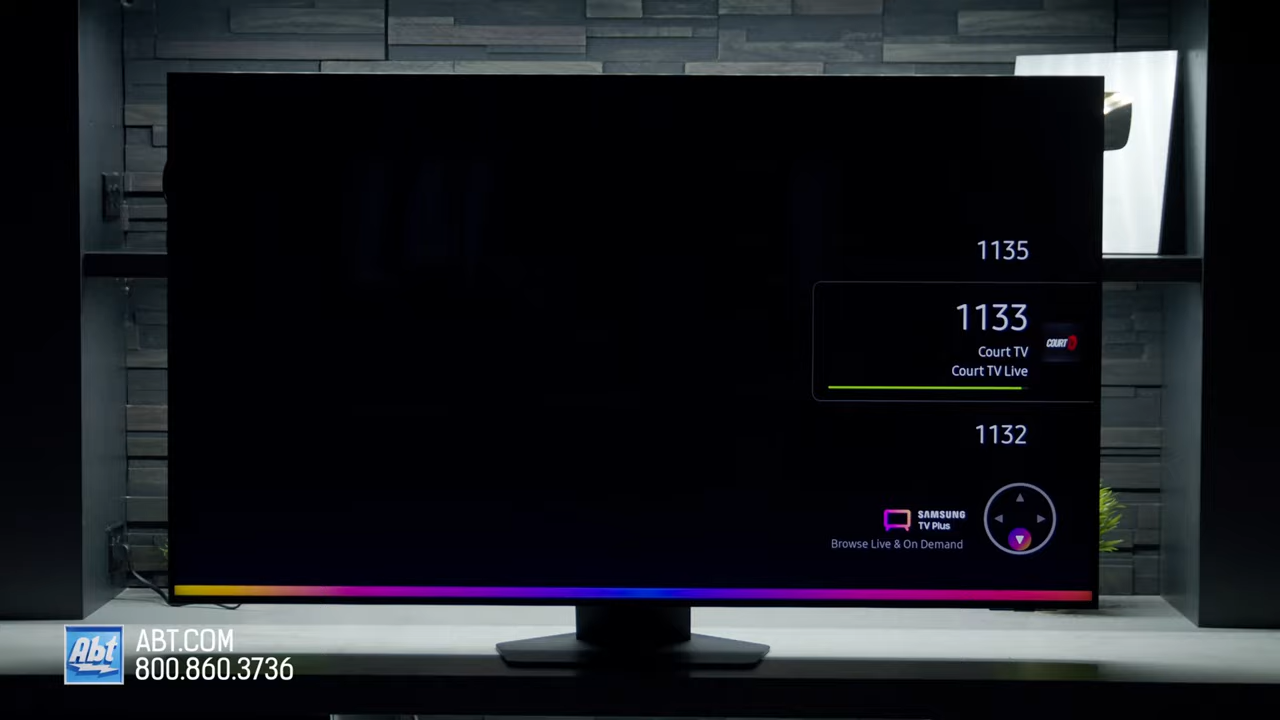 1135
1133
Court TV
Court TV Live
COURT
1132
SAMSUNG
TV Plus
Browse Live & On Demand
Abt
ABT.COM
800.860.3736